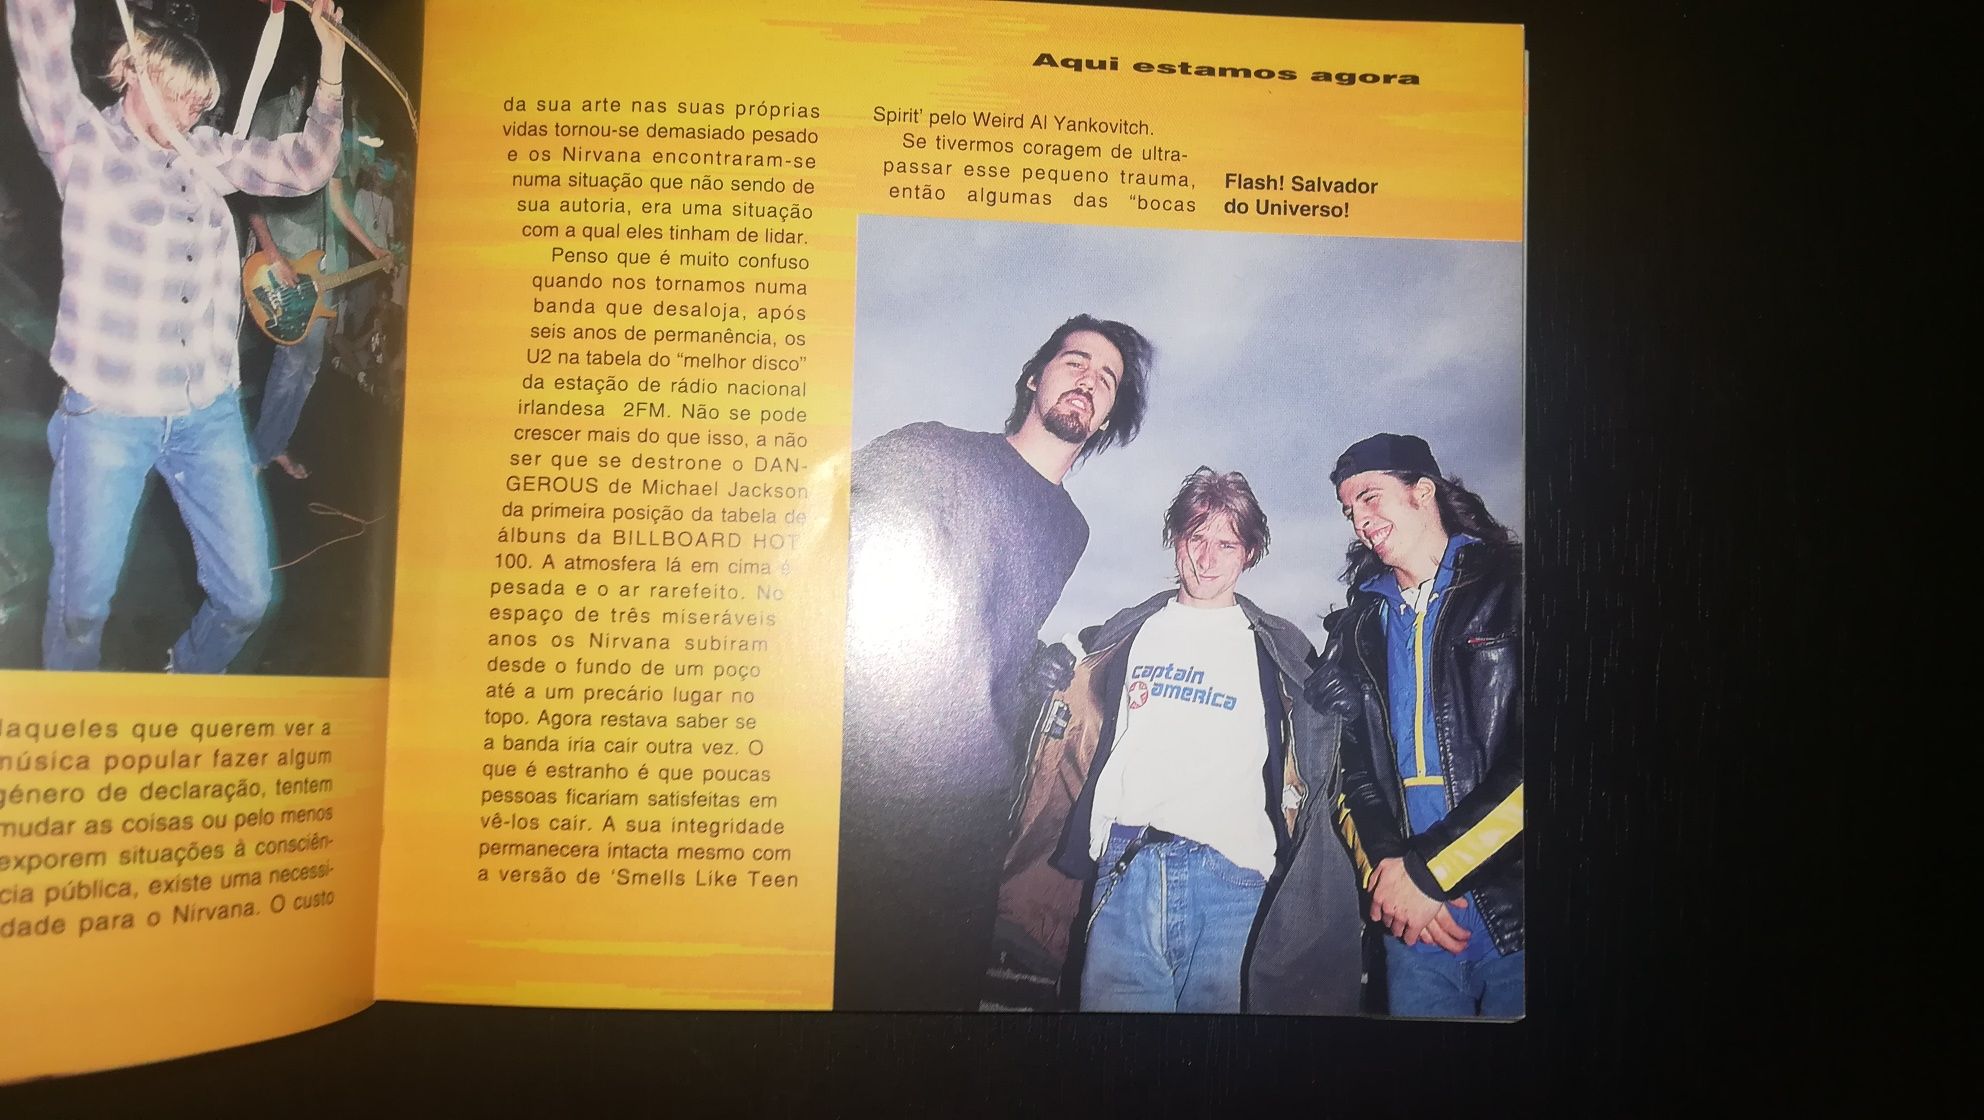 daqueles que querem ver a
música popular fazer algum
género de declaração, tentem
mudar as coisas ou pelo menos
exporem situações à consciên-
cia pública, existe uma necessi-
dade para o Nirvana. O custo
Aqui estamos agora
da sua arte nas suas próprias
vidas tornou-se demasiado pesado
e os Nirvana encontraram-se
numa situação que não sendo de
sua autoria, era uma situação
com a qual eles tinham de lidar.
Penso que é muito confuso
quando nos tornamos numa
banda que desaloja, após
seis anos de permanência, os
U2 na tabela do “melhor disco”
da estação de rádio nacional
irlandesa 2FM. Não se pode
crescer mais do que isso, a não
ser que se destrone o DAN-
GEROUS de Michael Jackson
da primeira posição da tabela de
álbuns da BILLBOARD HOT
100. A atmosfera lá em cima é
pesada e o ar rarefeito. No
espaço de três miseráveis
anos os Nirvana subiram
desde o fundo de um poço
até a um precário lugar no
topo. Agora restava saber se
a banda iria cair outra vez. O
que é estranho é que poucas
pessoas ficariam satisfeitas em
vê-los cair. A sua integridade
permanecera intacta mesmo com
a versão de ‘Smells Like Teen
Spirit’ pelo Weird Al Yankovitch.
Se tivermos coragem de ultra-
passar esse pequeno trauma,
então algumas das “bocas
Flash! Salvador
do Universo!
captain
america